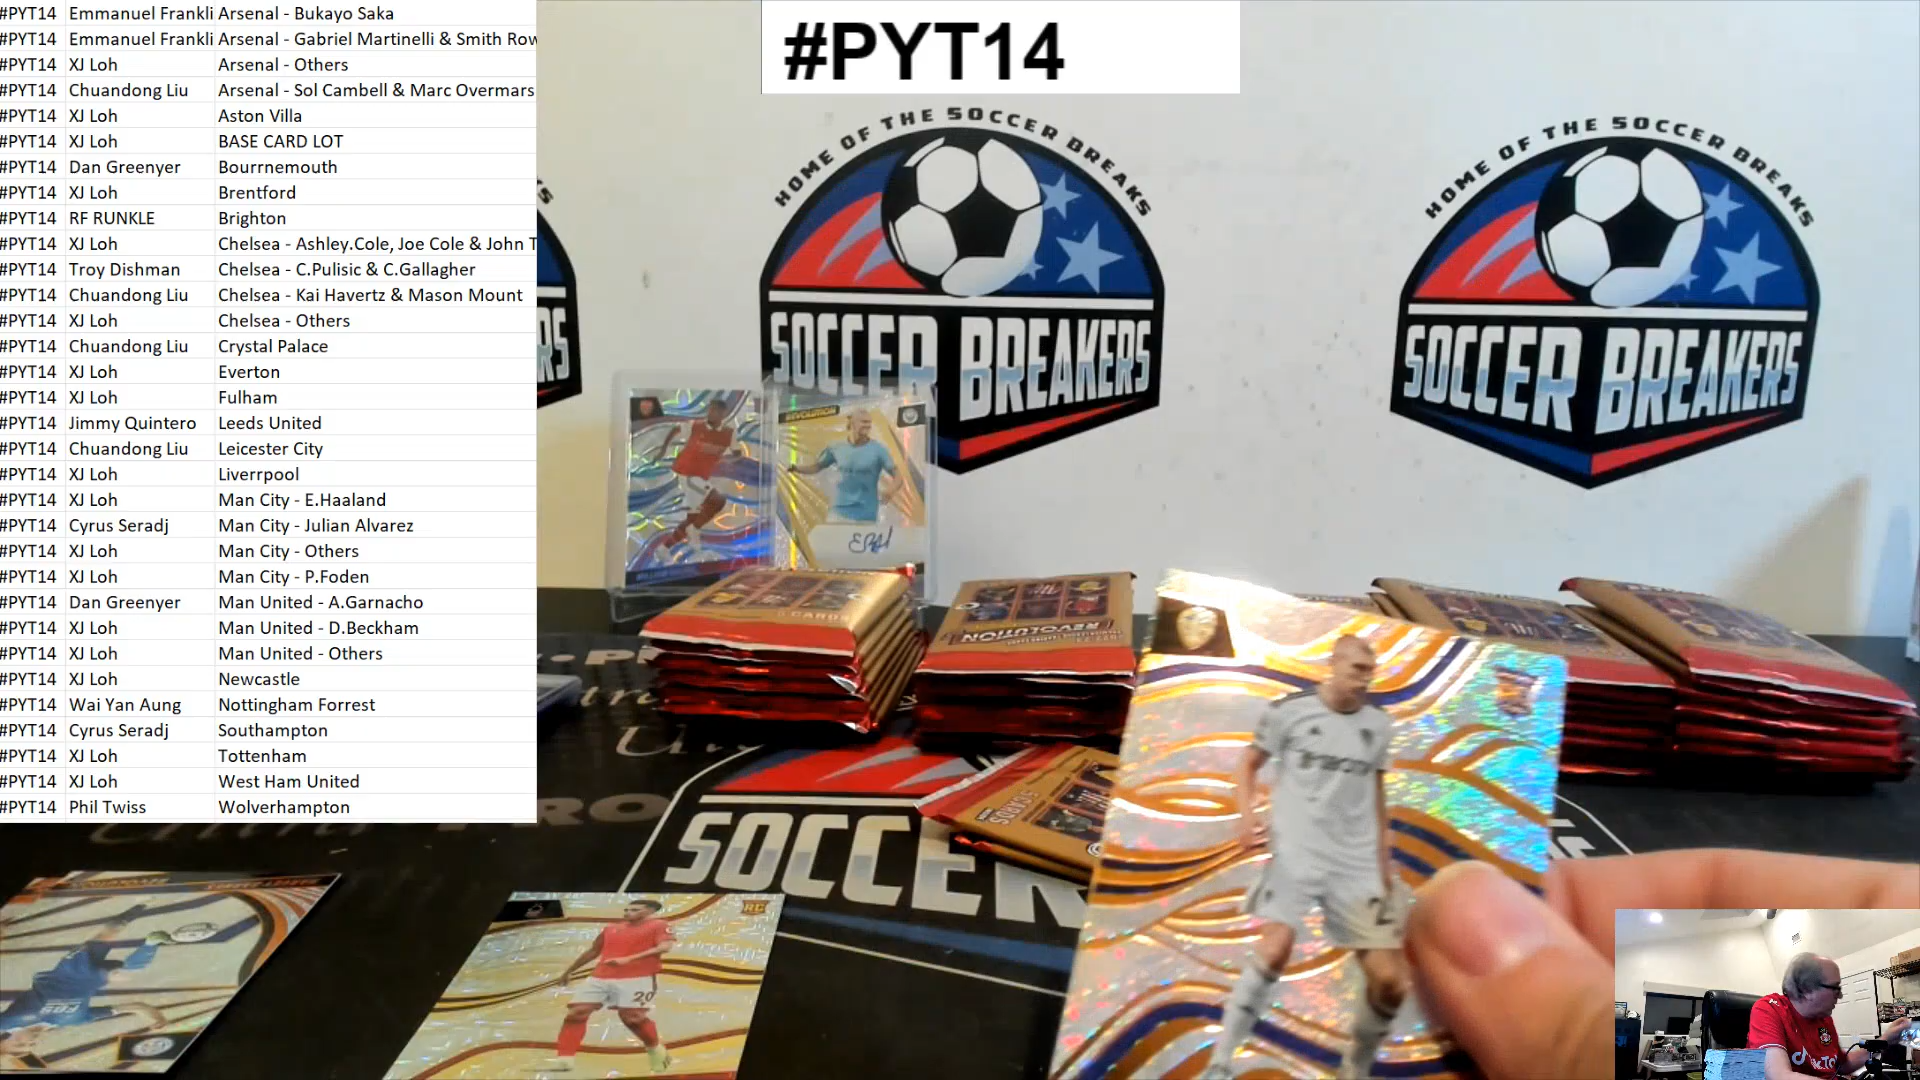 #PYT14 Emmanuel Frankli Arsenal - Bukayo Saka
#PYT14 Emmanuel Frankli Arsenal - Gabriel Martinelli & Smith Row
#PYT14 XJ Loh Arsenal - Others
#PYT14 Chuandong Liu Arsenal - Sol Cambell & Marc Overmars
#PYT14 XJ Loh Aston Villa
#PYT14 XJ Loh BASE CARD LOT
#PYT14 Dan Greenyer Bourrnemouth
#PYT14 XJ Loh Brentford
#PYT14 RF RUNKLE Brighton
#PYT14 XJ Loh Chelsea - Ashley.Cole, Joe Cole & John T
#PYT14 Troy Dishman Chelsea - C.Pulisic & C.Gallagher
#PYT14 Chuandong Liu Chelsea - Kai Havertz & Mason Mount
#PYT14 XJ Loh Chelsea - Others
#PYT14 Chuandong Liu Crystal Palace
#PYT14 XJ Loh Everton
#PYT14 XJ Loh Fulham
#PYT14 Jimmy Quintero Leeds United
#PYT14 Chuandong Liu Leicester City
#PYT14 XJ Loh Liverrpool
#PYT14 XJ Loh Man City - E.Haaland
#PYT14 Cyrus Seradj Man City - Julian Alvarez
#PYT14 XJ Loh Man City - Others
#PYT14 XJ Loh Man City - P.Foden
#PYT14 Dan Greenyer Man United - A.Garnacho
#PYT14 XJ Loh Man United - D.Beckham
#PYT14 XJ Loh Man United - Others
#PYT14 XJ Loh Newcastle
#PYT14 Wai Yan Aung Nottingham Forrest
#PYT14 Cyrus Seradj Southampton
#PYT14 XJ Loh Tottenham
#PYT14 XJ Loh West Ham United
#PYT14 Phil Twiss Wolverhampton
#PYT14
HOME OF THE SOCCER BREAKS
SOCCER BREAKERS
HOME OF THE SOCCER BREAKS
SOCCER BREAKERS
RS
REVOLUTION
REVOLUTION
CARDS
SOCCER
RC
20